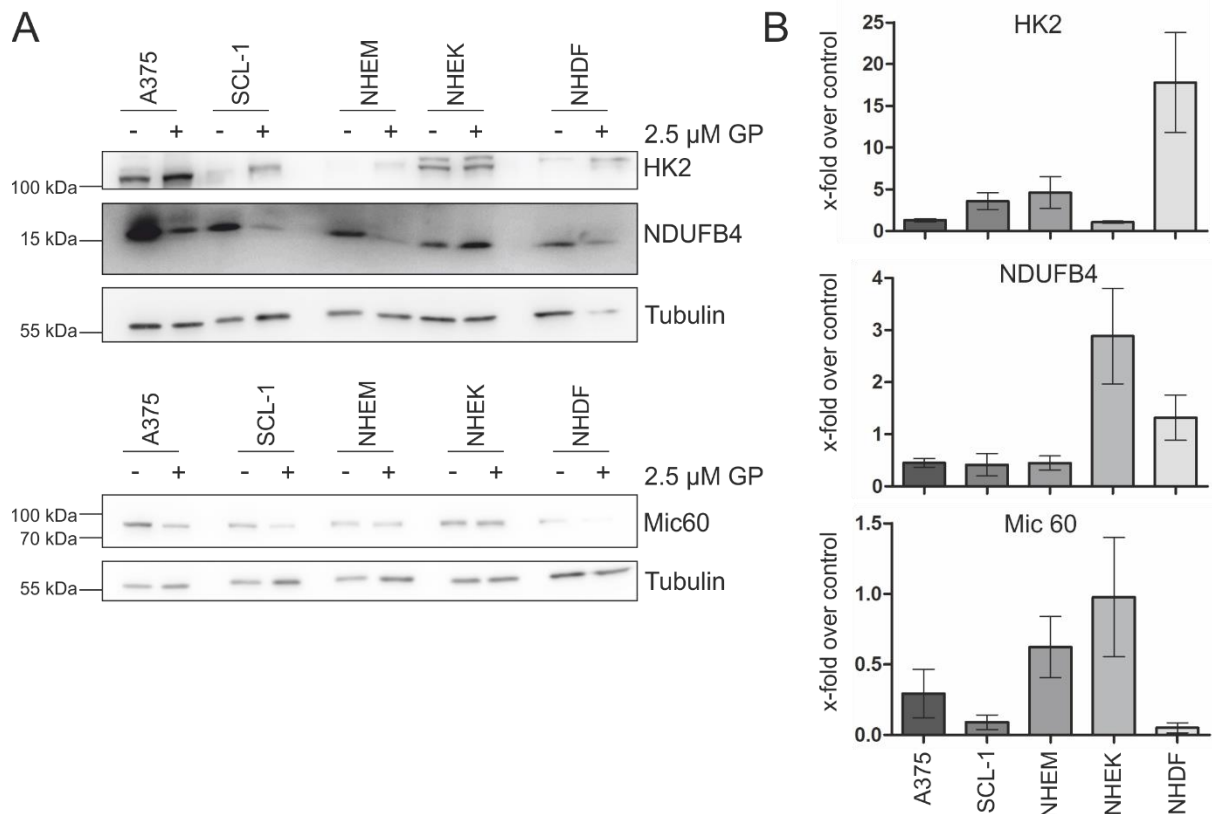 A
A375
SCL-1
NHEM
NHEK
NHDF
- + - + - + - + - + 2.5 µM GP
HK2
100 kDa
NDUFB4
15 kDa
Tubulin
55 kDa
A375
SCL-1
NHEM
NHEK
NHDF
- + - + - + - + - + 2.5 µM GP
100 kDa
Mic60
70 kDa
Tubulin
55 kDa
B
HK2
x-fold over control
25
20
15
10
5
0
NDUFB4
x-fold over control
4
3
2
1
0
Mic 60
x-fold over control
1.5
1.0
0.5
0.0
A375
SCL-1
NHEM
NHEK
NHDF